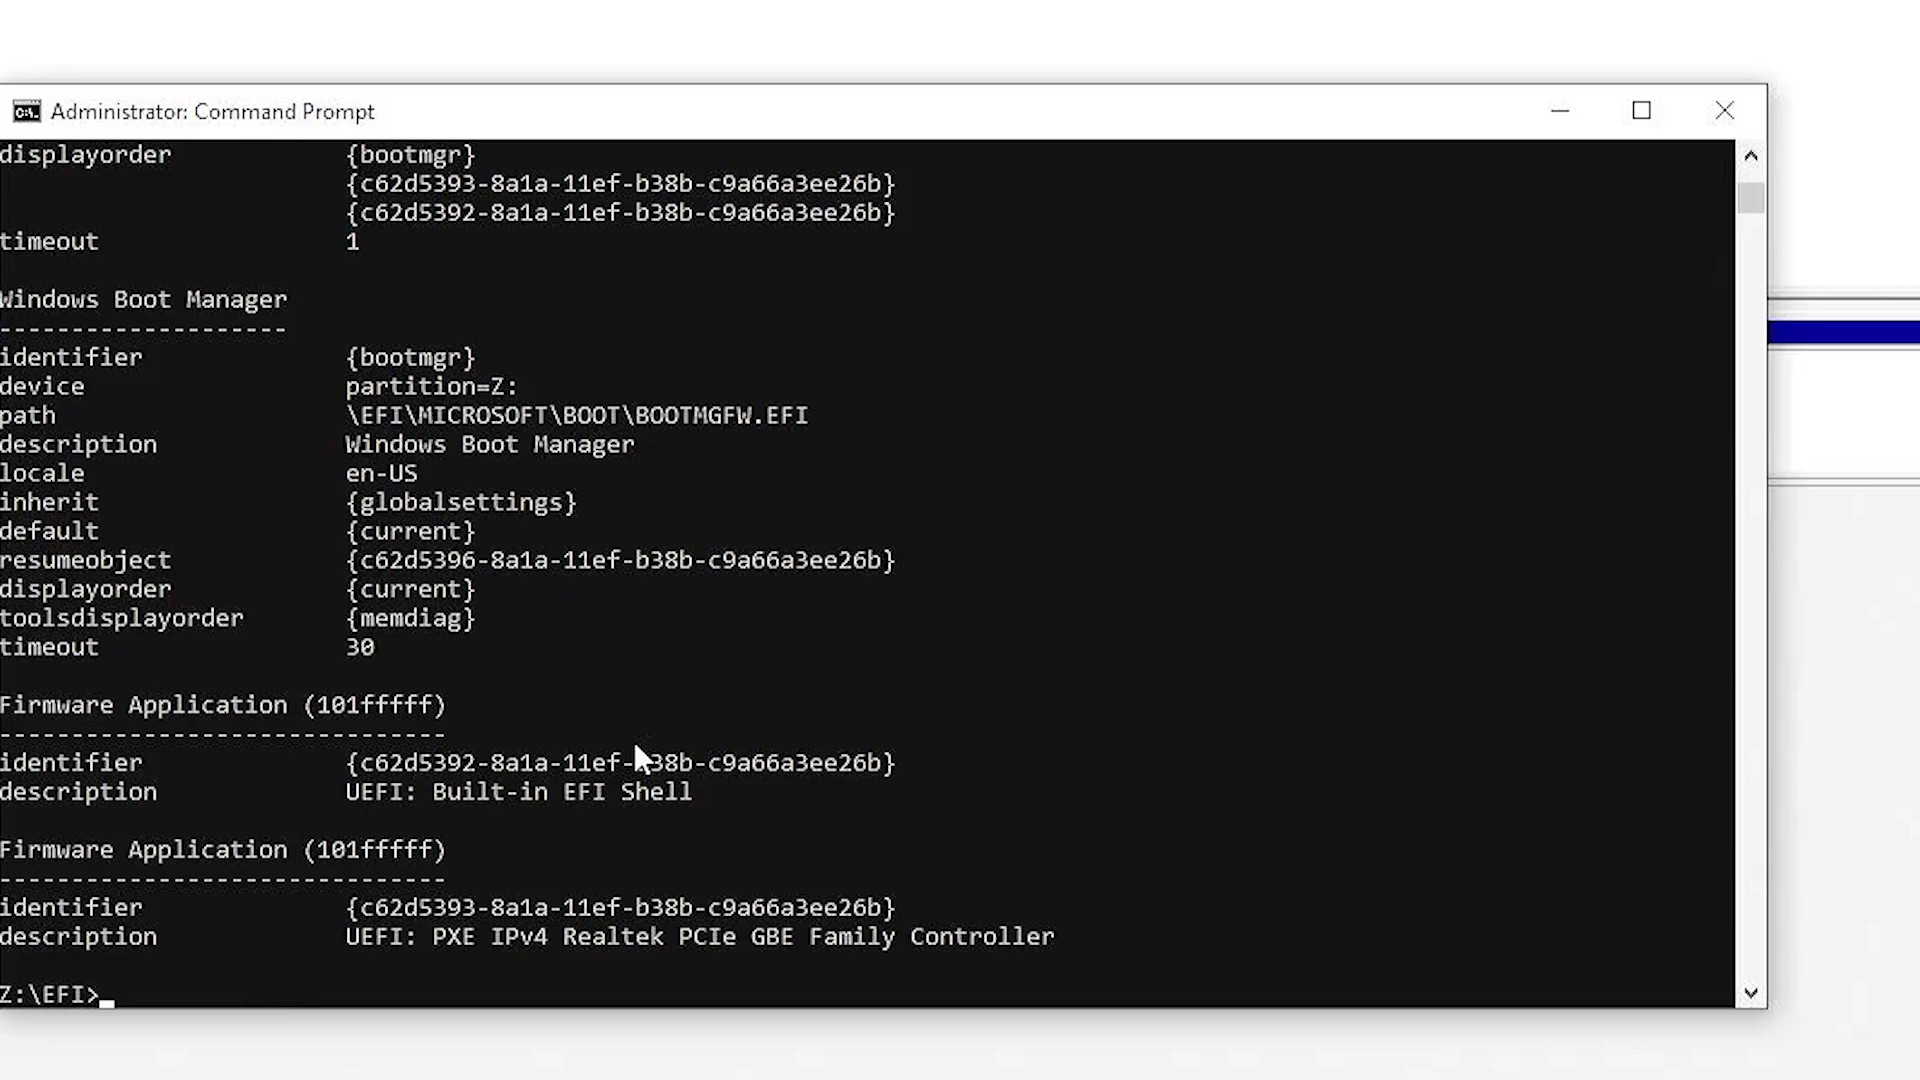 Administrator: Command Prompt
displayorder {bootmgr}
{c62d5393-8a1a-11ef-b38b-c9a66a3ee26b}
{c62d5392-8a1a-11ef-b38b-c9a66a3ee26b}
timeout 1
Windows Boot Manager
--------------------
identifier {bootmgr}
device partition=Z:
path \EFI\MICROSOFT\BOOT\BOOTMGFW.EFI
description Windows Boot Manager
locale en-US
inherit {globalsettings}
default {current}
resumeobject {c62d5396-8a1a-11ef-b38b-c9a66a3ee26b}
displayorder {current}
toolsdisplayorder {memdiag}
timeout 30
Firmware Application (101fffff)
-------------------------------
identifier {c62d5392-8a1a-11ef-b38b-c9a66a3ee26b}
description UEFI: Built-in EFI Shell
Firmware Application (101fffff)
-------------------------------
identifier {c62d5393-8a1a-11ef-b38b-c9a66a3ee26b}
description UEFI: PXE IPv4 Realtek PCIe GBE Family Controller
Z:\EFI>